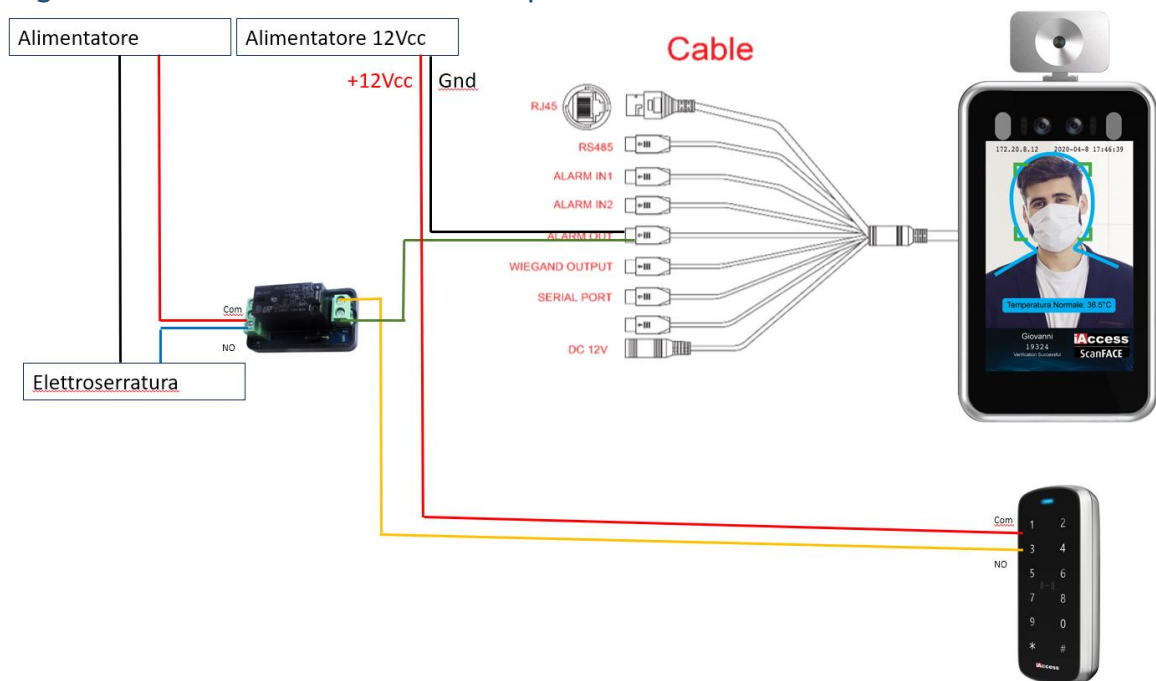 Alimentatore
Alimentatore 12Vcc
+12Vcc
Gnd
Cable
RJ45
RS485
ALARM IN1
ALARM IN2
ALARM OUT
WIEGAND OUTPUT
SERIAL PORT
DC 12V
Com
NO
Elettroserratura
172.20.8.12 2020-04-8 17:46:39
Temperatura Normale: 36.5°C
Giovanni
19324
Verification Successful
iAccess
ScanFACE
Com
NO
1 2
3 4
5 6
7 8
9 0
* #
iAccess